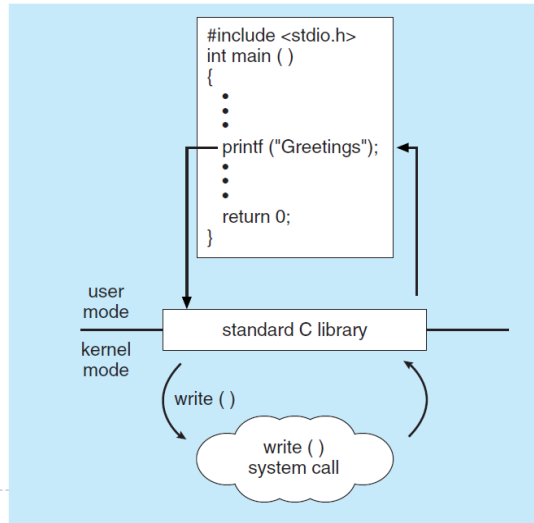 #include <stdio.h>
int main ( )
{
•
•
•
printf ("Greetings");
•
•
•
return 0;
}
user
mode
standard C library
kernel
mode
write ( )
write ( )
system call